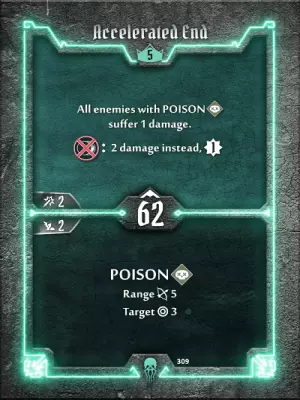 Accelerated End
5
All enemies with POISON
suffer 1 damage.
: 2 damage instead,
2
62
2
POISON
Range 5
Target 3
309